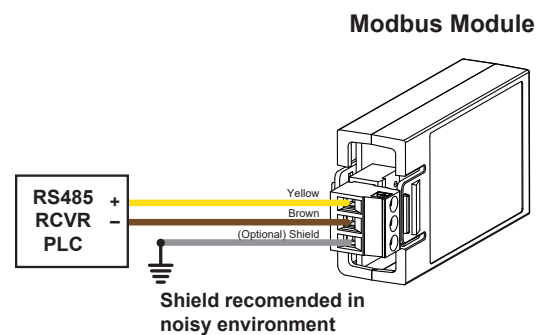 Modbus Module
RS485 +
RCVR −
PLC
Yellow
Brown
(Optional) Shield
Shield recomended in
noisy environment